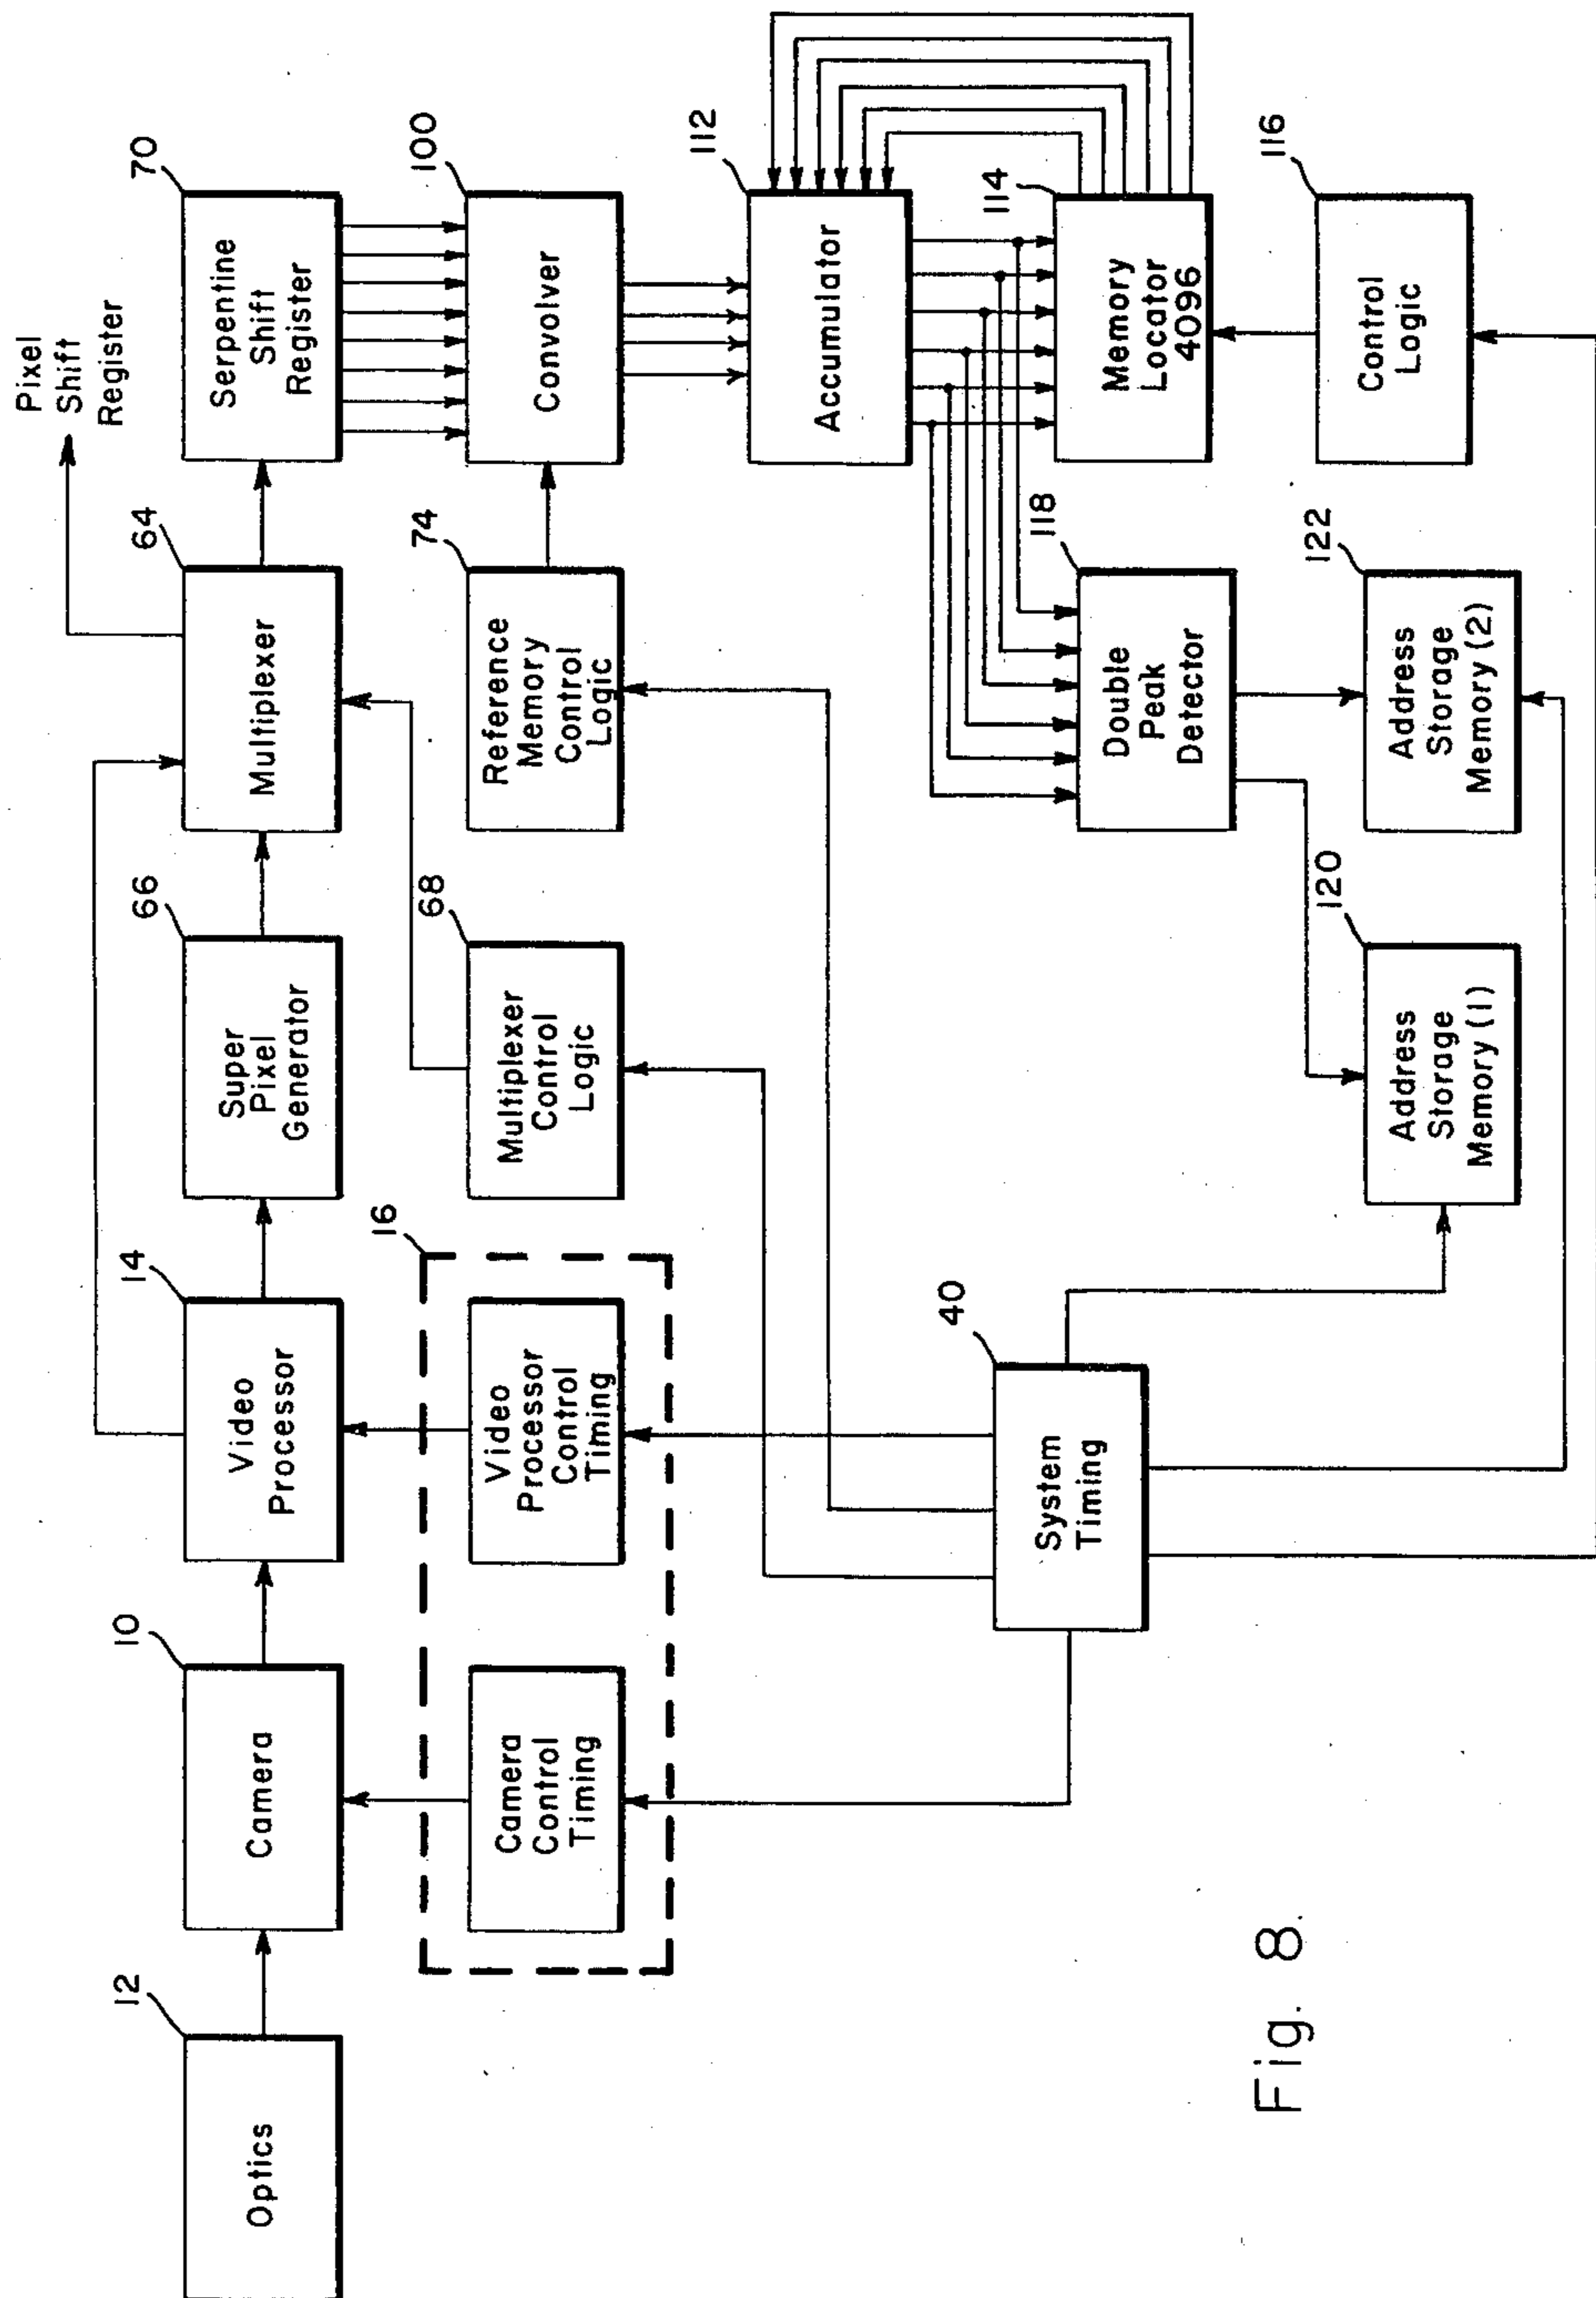 Pixel
Shift
Register
12
Optics
10
Camera
14
Video
Processor
66
Super
Pixel
Generator
64
Multiplexer
70
Serpentine
Shift
Register
16
Camera
Control
Timing
Video
Processor
Control
Timing
68
Multiplexer
Control
Logic
74
Reference
Memory
Control
Logic
100
Convolver
112
Accumulator
40
System
Timing
118
Double
Peak
Detector
114
Memory
Locator
4096
120
Address
Storage
Memory (1)
122
Address
Storage
Memory (2)
116
Control
Logic
Fig. 8.